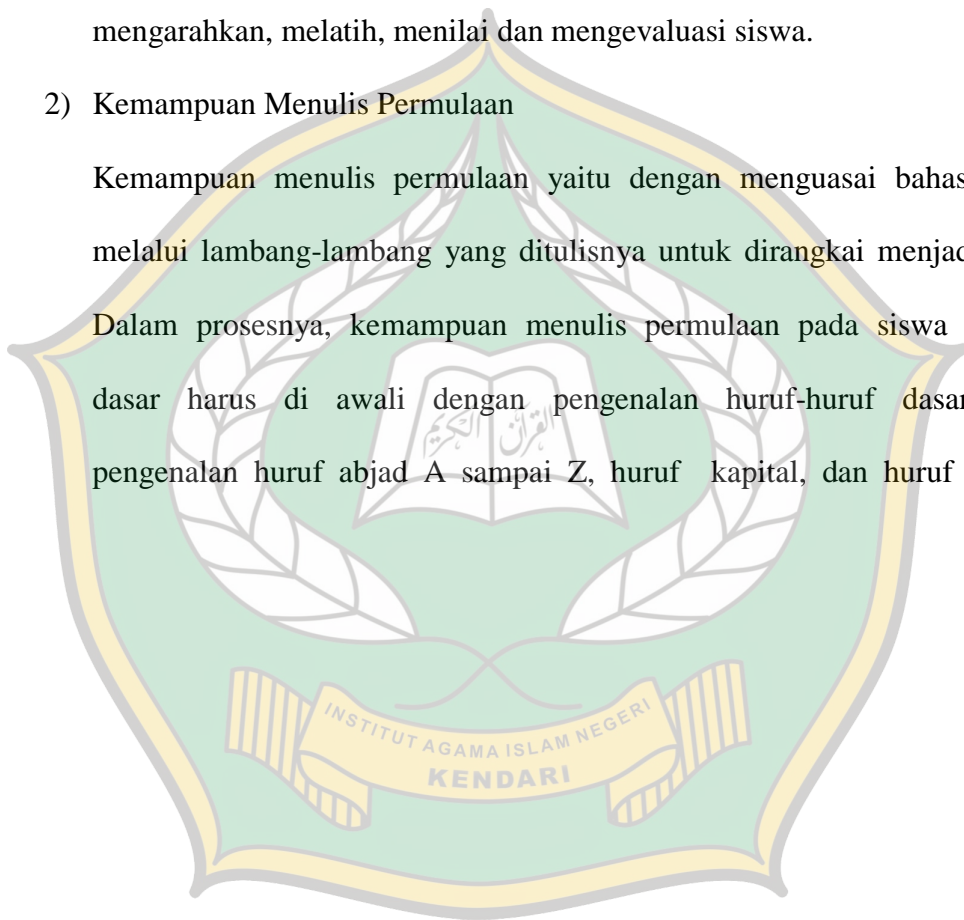 mengarahkan, melatih, menilai dan mengevaluasi siswa.
2) Kemampuan Menulis Permulaan
Kemampuan menulis permulaan yaitu dengan menguasai bahas
melalui lambang-lambang yang ditulisnya untuk dirangkai menjad
Dalam prosesnya, kemampuan menulis permulaan pada siswa
dasar harus di awali dengan pengenalan huruf-huruf dasar
pengenalan huruf abjad A sampai Z, huruf kapital, dan huruf
القرآن الكريم
INSTITUT AGAMA ISLAM NEGERI
KENDARI